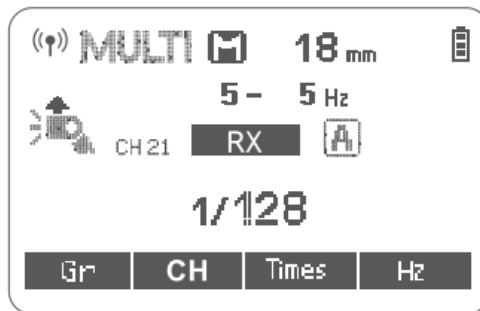 MULTI M 18 mm
5 - 5 Hz
CH 21 RX A
1/128
Gr CH Times Hz